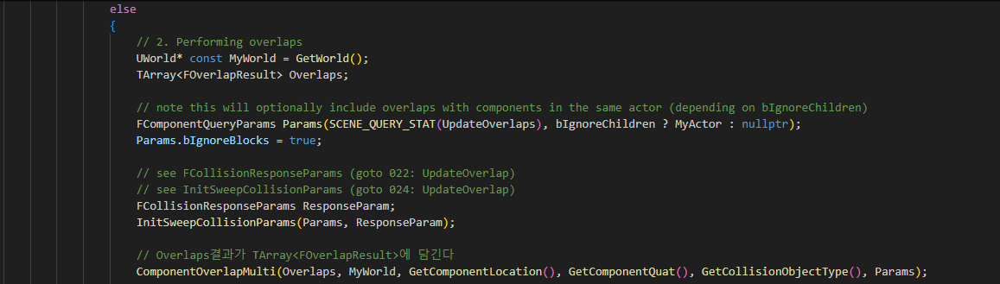 else
{
// 2. Performing overlaps
UWorld* const MyWorld = GetWorld();
TArray<FOverlapResult> Overlaps;
// note this will optionally include overlaps with components in the same actor (depending on bIgnoreChildren)
FComponentQueryParams Params(SCENE_QUERY_STAT(UpdateOverlaps), bIgnoreChildren ? MyActor : nullptr);
Params.bIgnoreBlocks = true;
// see FCollisionResponseParams (goto 022: UpdateOverlap)
// see InitSweepCollisionParams (goto 024: UpdateOverlap)
FCollisionResponseParams ResponseParam;
InitSweepCollisionParams(Params, ResponseParam);
// Overlaps결과가 TArray<FOverlapResult>에 담긴다
ComponentOverlapMulti(Overlaps, MyWorld, GetComponentLocation(), GetComponentQuat(), GetCollisionObjectType(), Params);